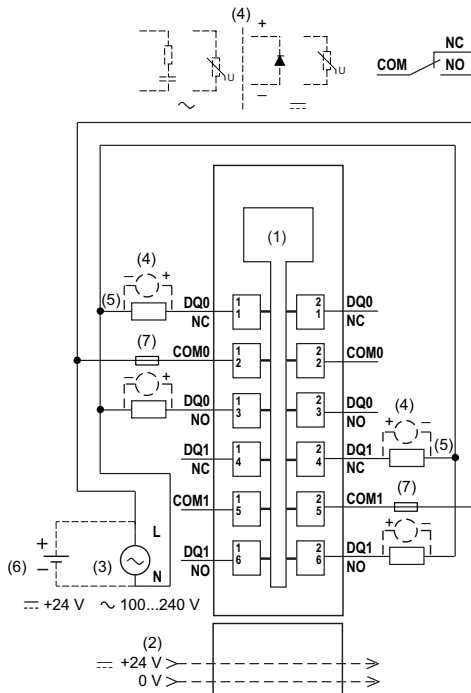 (4)
+
NC
COM NO
U
U
−
(1)
(4)
− +
(5) DQ0 1 1 2 1 DQ0
NC NC
(7) COM0 1 2 2 2 COM0
− + DQ0 1 3 2 3 DQ0
NO NO (4)
+ −
DQ1 1 4 2 4 DQ1 (5)
NC NC
COM1 1 5 2 5 COM1 (7)
+ −
DQ1 1 6 2 6 DQ1
NO NO
L
+
(6) (3)
− N
⎓ +24 V ∼ 100...240 V
(2)
⎓ +24 V
0 V